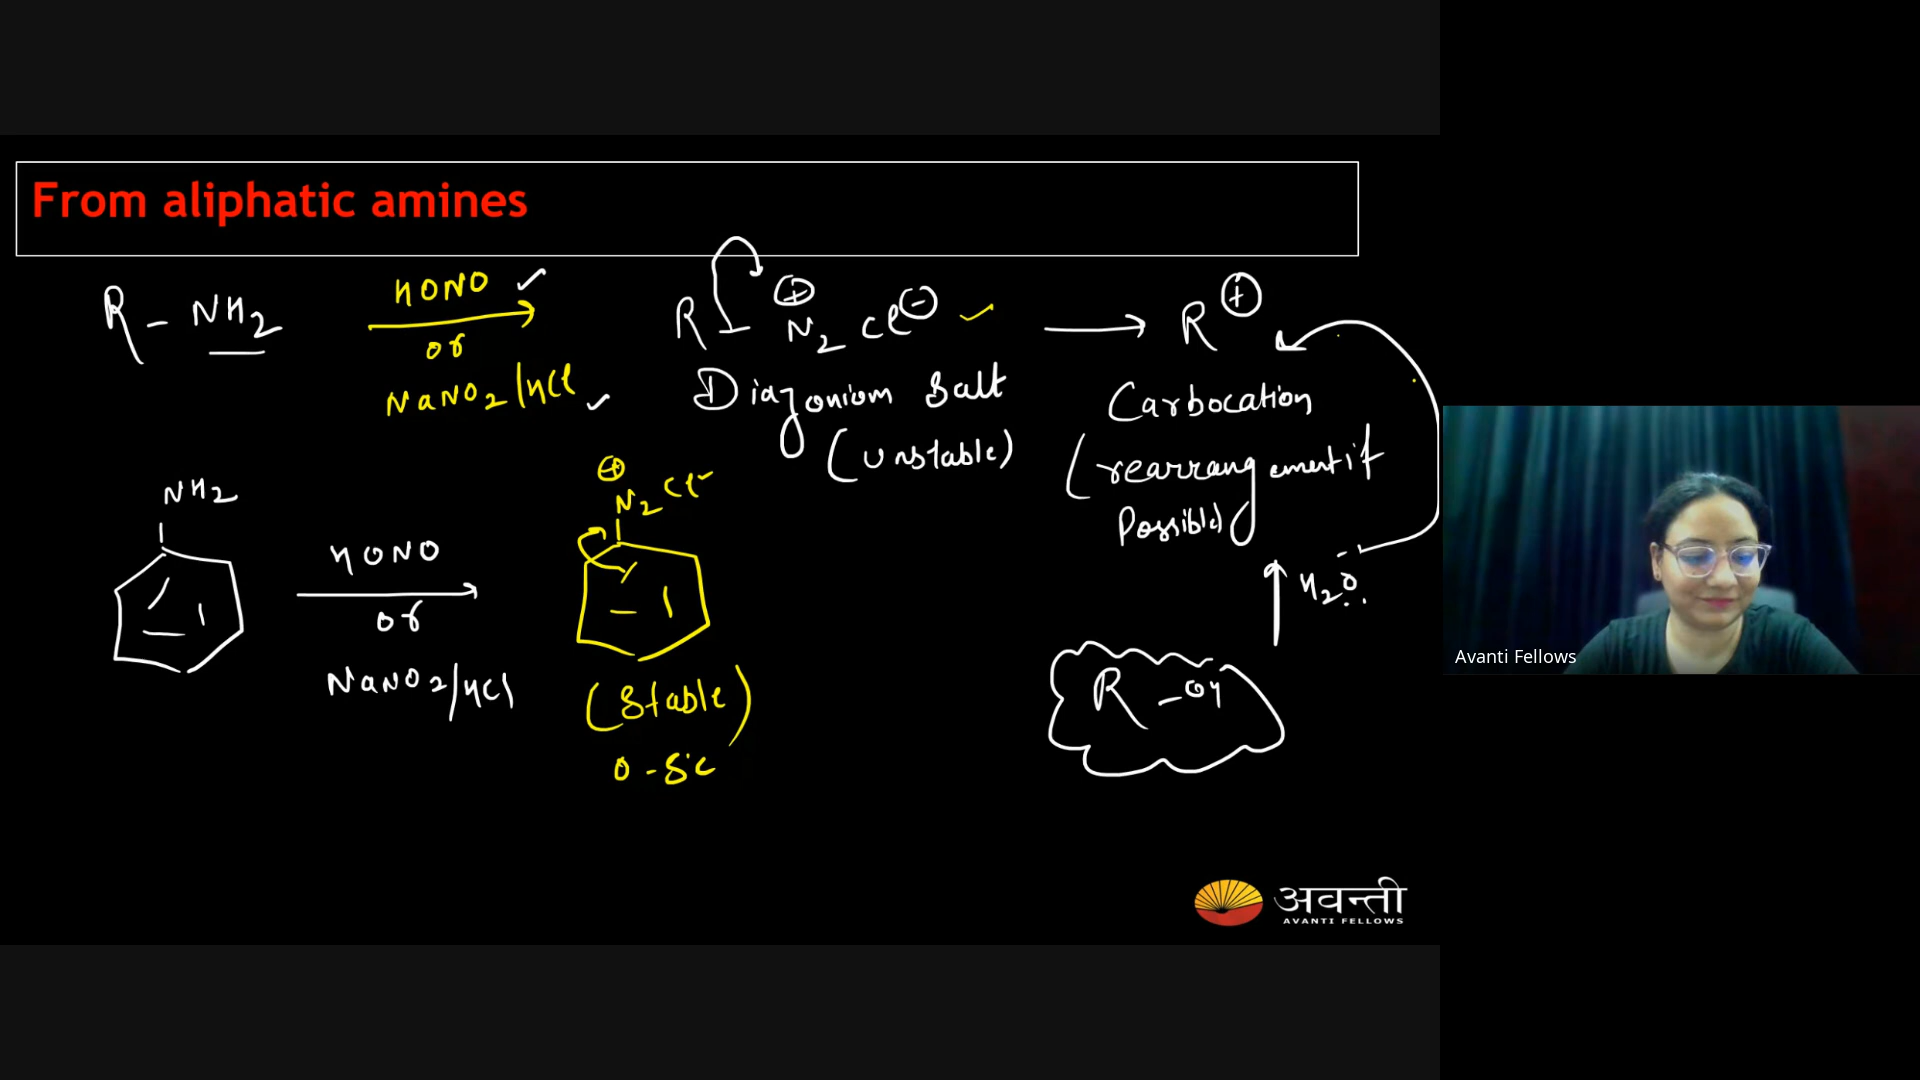 From aliphatic amines
R - NH2
HONO
or
NaNO2/HCl
R - N2 Cl
⊕ ⊖
Diazonium Salt
(Unstable)
R⊕
Carbocation
(rearrangement if
Possible)
H2O
R - OH
NH2
HONO
or
NaNO2/HCl
⊕
N2 Cl-
(Stable)
0-5°C
Avanti Fellows
अवन्ती
AVANTI FELLOWS